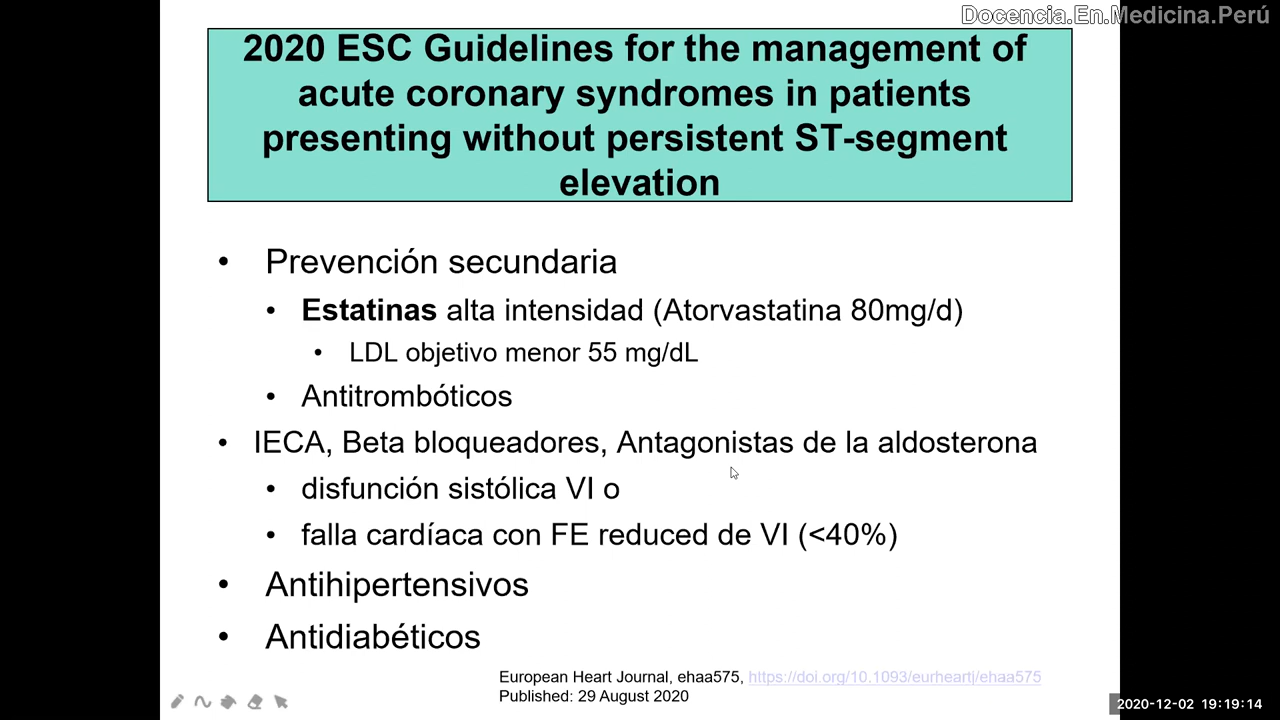 Docencia.En.Medicina.Perú
2020 ESC Guidelines for the management of
acute coronary syndromes in patients
presenting without persistent ST-segment
elevation
• Prevención secundaria
• Estatinas alta intensidad (Atorvastatina 80mg/d)
• LDL objetivo menor 55 mg/dL
• Antitrombóticos
• IECA, Beta bloqueadores, Antagonistas de la aldosterona
• disfunción sistólica VI o
• falla cardíaca con FE reduced de VI (<40%)
• Antihipertensivos
• Antidiabéticos
European Heart Journal, ehaa575, https://doi.org/10.1093/eurheartj/ehaa575
Published: 29 August 2020
2020-12-02 19:19:14